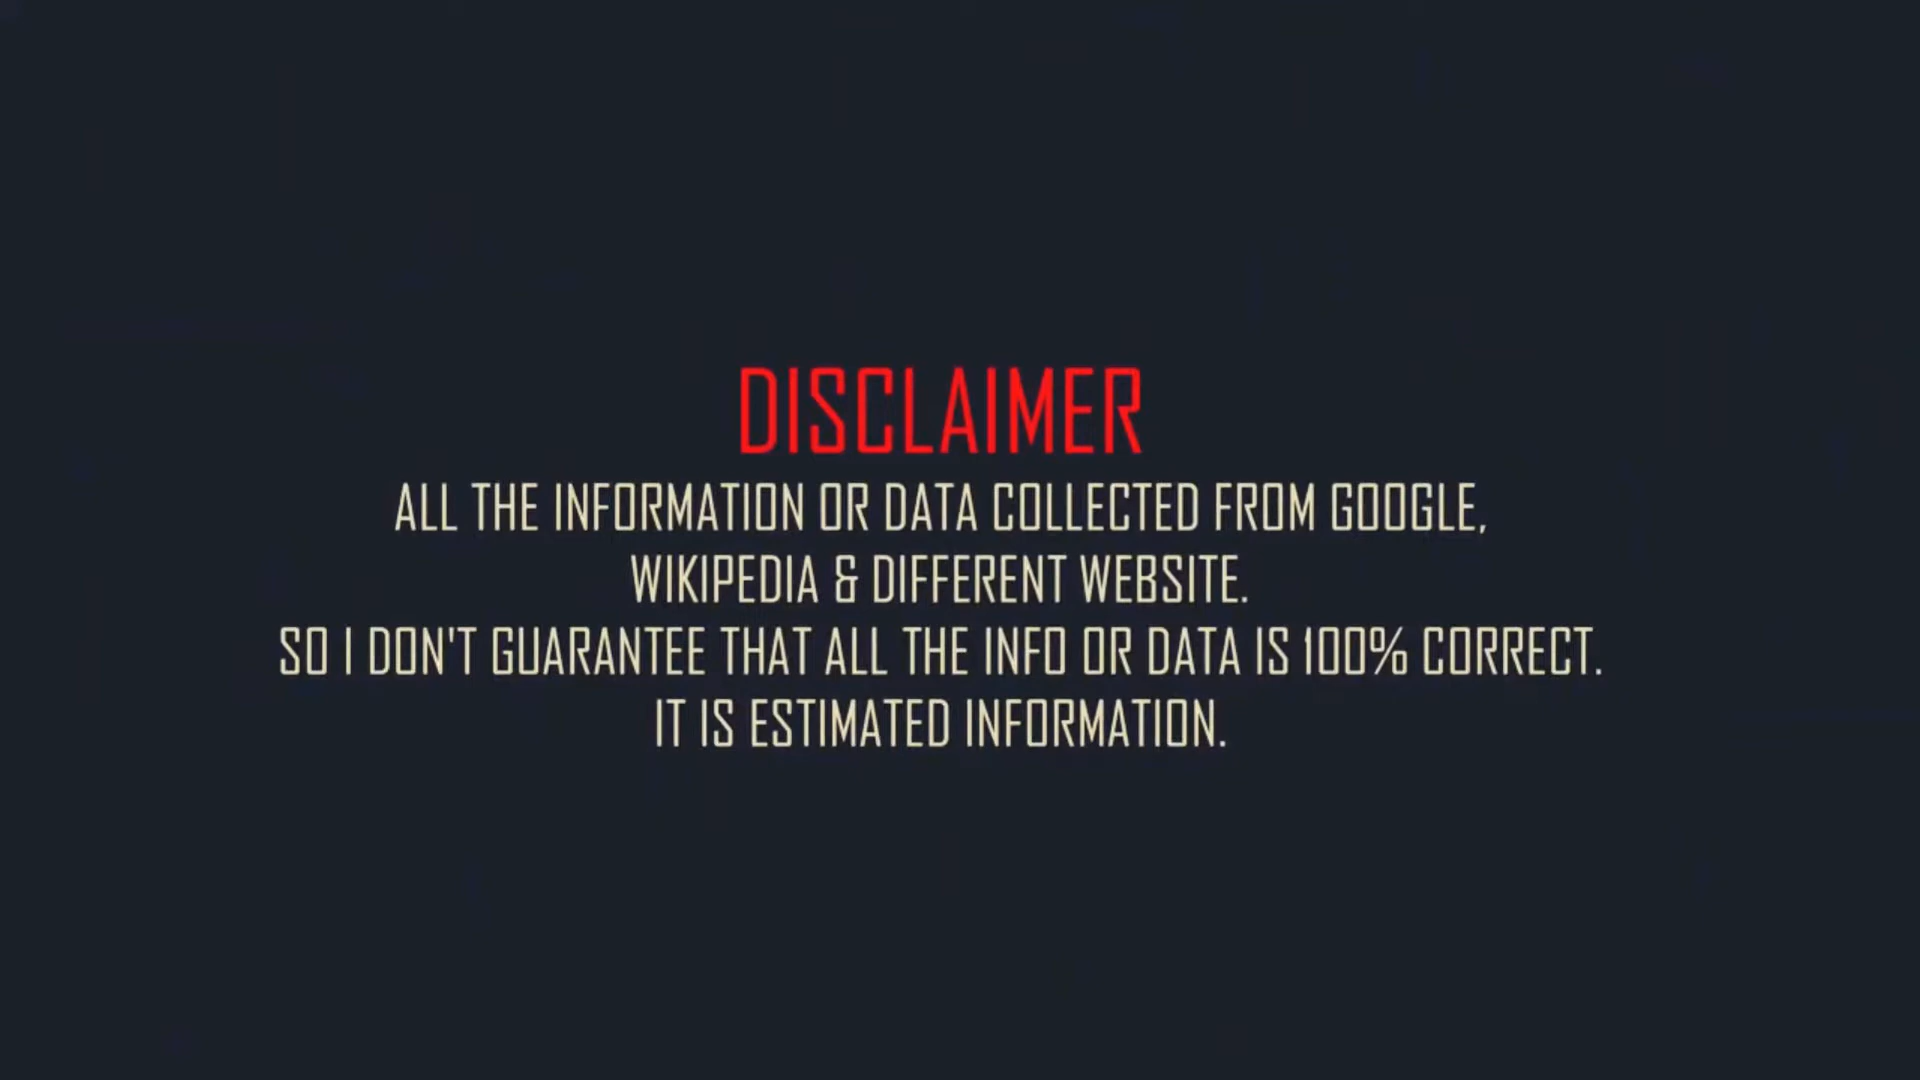 DISCLAIMER
ALL THE INFORMATION OR DATA COLLECTED FROM GOOGLE,
WIKIPEDIA & DIFFERENT WEBSITE.
SO I DON'T GUARANTEE THAT ALL THE INFO OR DATA IS 100% CORRECT.
IT IS ESTIMATED INFORMATION.